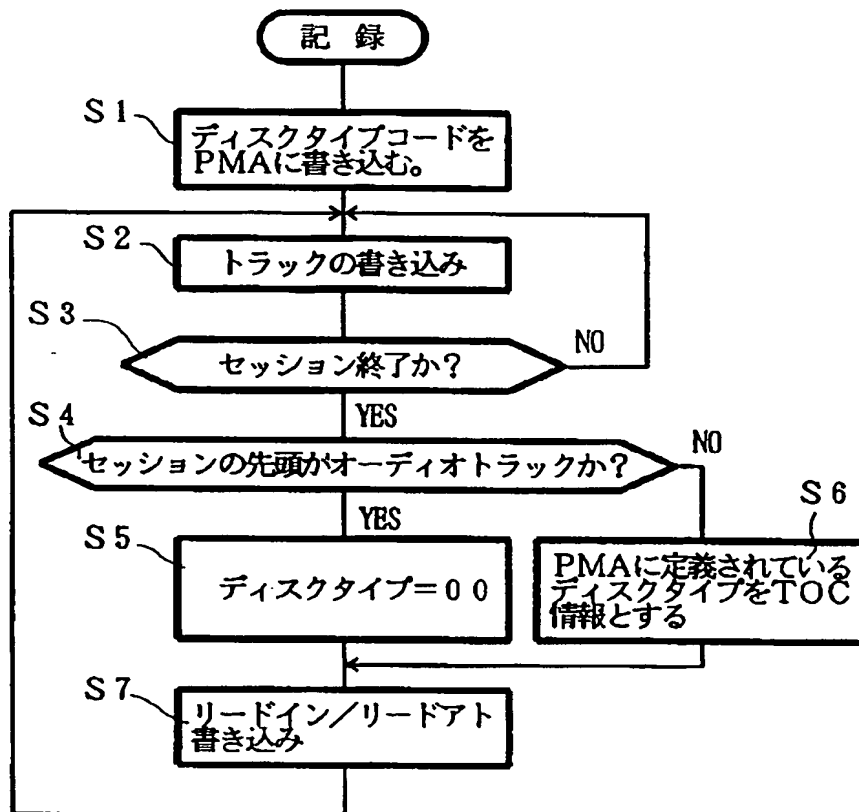 記 録
S1
ディスクタイプコードを
PMAに書き込む。
S2
トラックの書き込み
S3
セッション終了か?
NO
YES
S4
セッションの先頭がオーディオトラックか?
NO
YES
S5
ディスクタイプ=00
S6
PMAに定義されている
ディスクタイプをTOC
情報とする
S7
リードイン/リードアト
書き込み